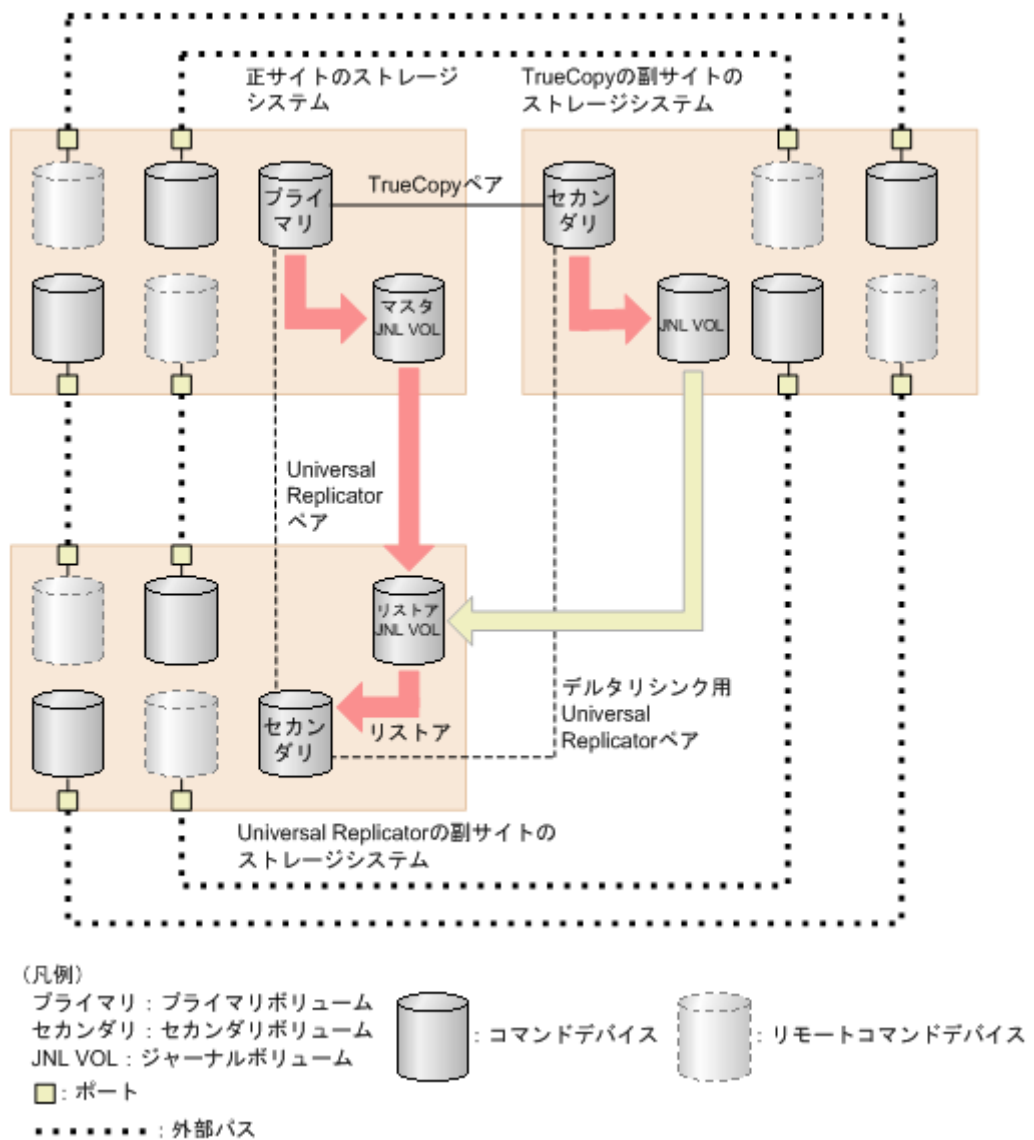 正サイトのストレージ
システム
TrueCopyの副サイトの
ストレージシステム
プライ
マリ
TrueCopyペア
セカン
ダリ
マスタ
JNL VOL
JNL VOL
Universal
Replicator
ペア
リストア
JNL VOL
セカン
ダリ
リストア
デルタリシンク用
Universal
Replicatorペア
Universal Replicatorの副サイトの
ストレージシステム
（凡例）
プライマリ：プライマリボリューム
セカンダリ：セカンダリボリューム
JNL VOL：ジャーナルボリューム
：コマンドデバイス
：リモートコマンドデバイス
：ポート
：外部パス